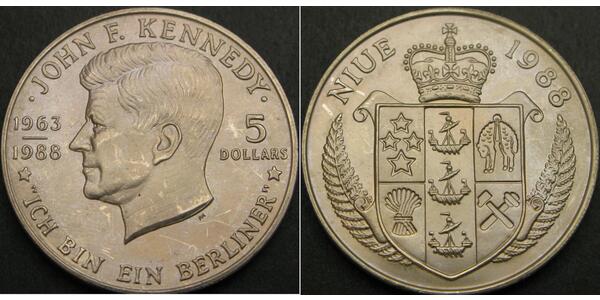 · JOHN F. KENNEDY ·
1963
1988
5
DOLLARS
"ICH BIN EIN BERLINER"
NIUE 1988